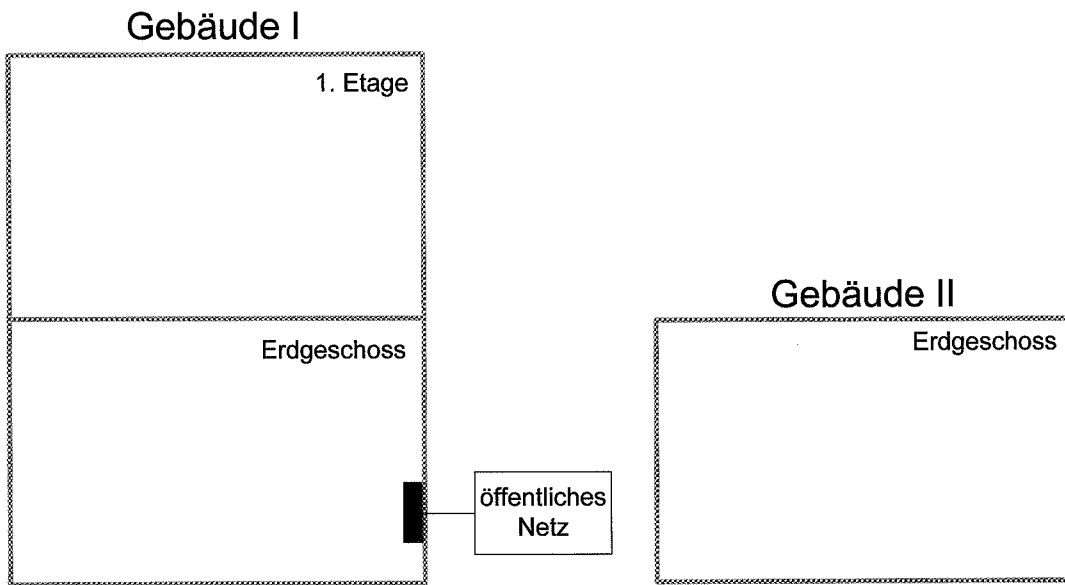 Gebäude I
1. Etage
Erdgeschoss
öffentliches
Netz
Gebäude II
Erdgeschoss